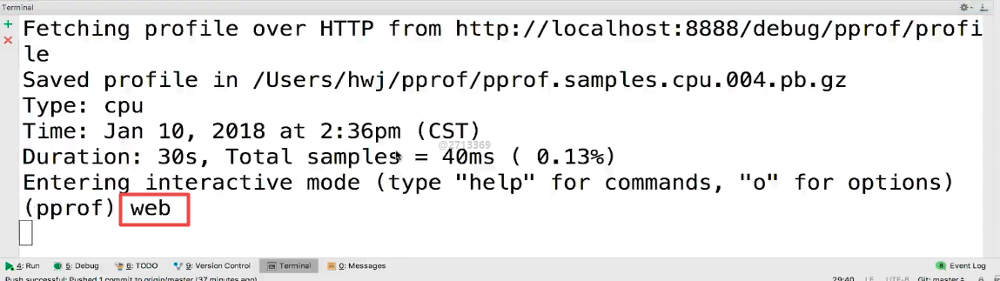 Terminal
Fetching profile over HTTP from http://localhost:8888/debug/pprof/profi
le
Saved profile in /Users/hwj/pprof/pprof.samples.cpu.004.pb.gz
Type: cpu
Time: Jan 10, 2018 at 2:36pm (CST)
@2713369
Duration: 30s, Total samples = 40ms ( 0.13%)
Entering interactive mode (type "help" for commands, "o" for options)
(pprof) web
4: Run 5: Debug 6: TODO 9: Version Control Terminal 0: Messages 8 Event Log
Push successful: Pushed 1 commit to origin/master (37 minutes ago) 29:40 LF UTF-8 Git: master